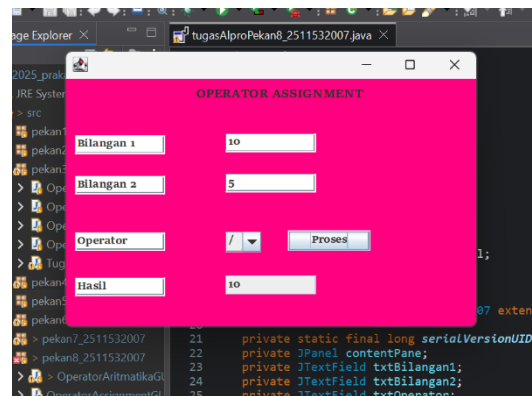 age Explorer
tugasAlproPekan8_2511532007.java
2025_prak
JRE System
> src
pekan1
pekan2
pekan3
Ope
Ope
Ope
Ope
Tug
pekan4
pekan5
pekan6
> pekan7_2511532007
> pekan8_2511532007
> OperatorAritmatikaGU
OperatorAssignmentGU
OPERATOR ASSIGNMENT
Bilangan 1
10
Bilangan 2
5
Operator
/
Proses
Hasil
10
l;
07 exten
20
21 private static final long serialVersionUID
22 private JPanel contentPane;
23 private JTextField txtBilangan1;
24 private JTextField txtBilangan2;
25 private JTextField txtOperator;